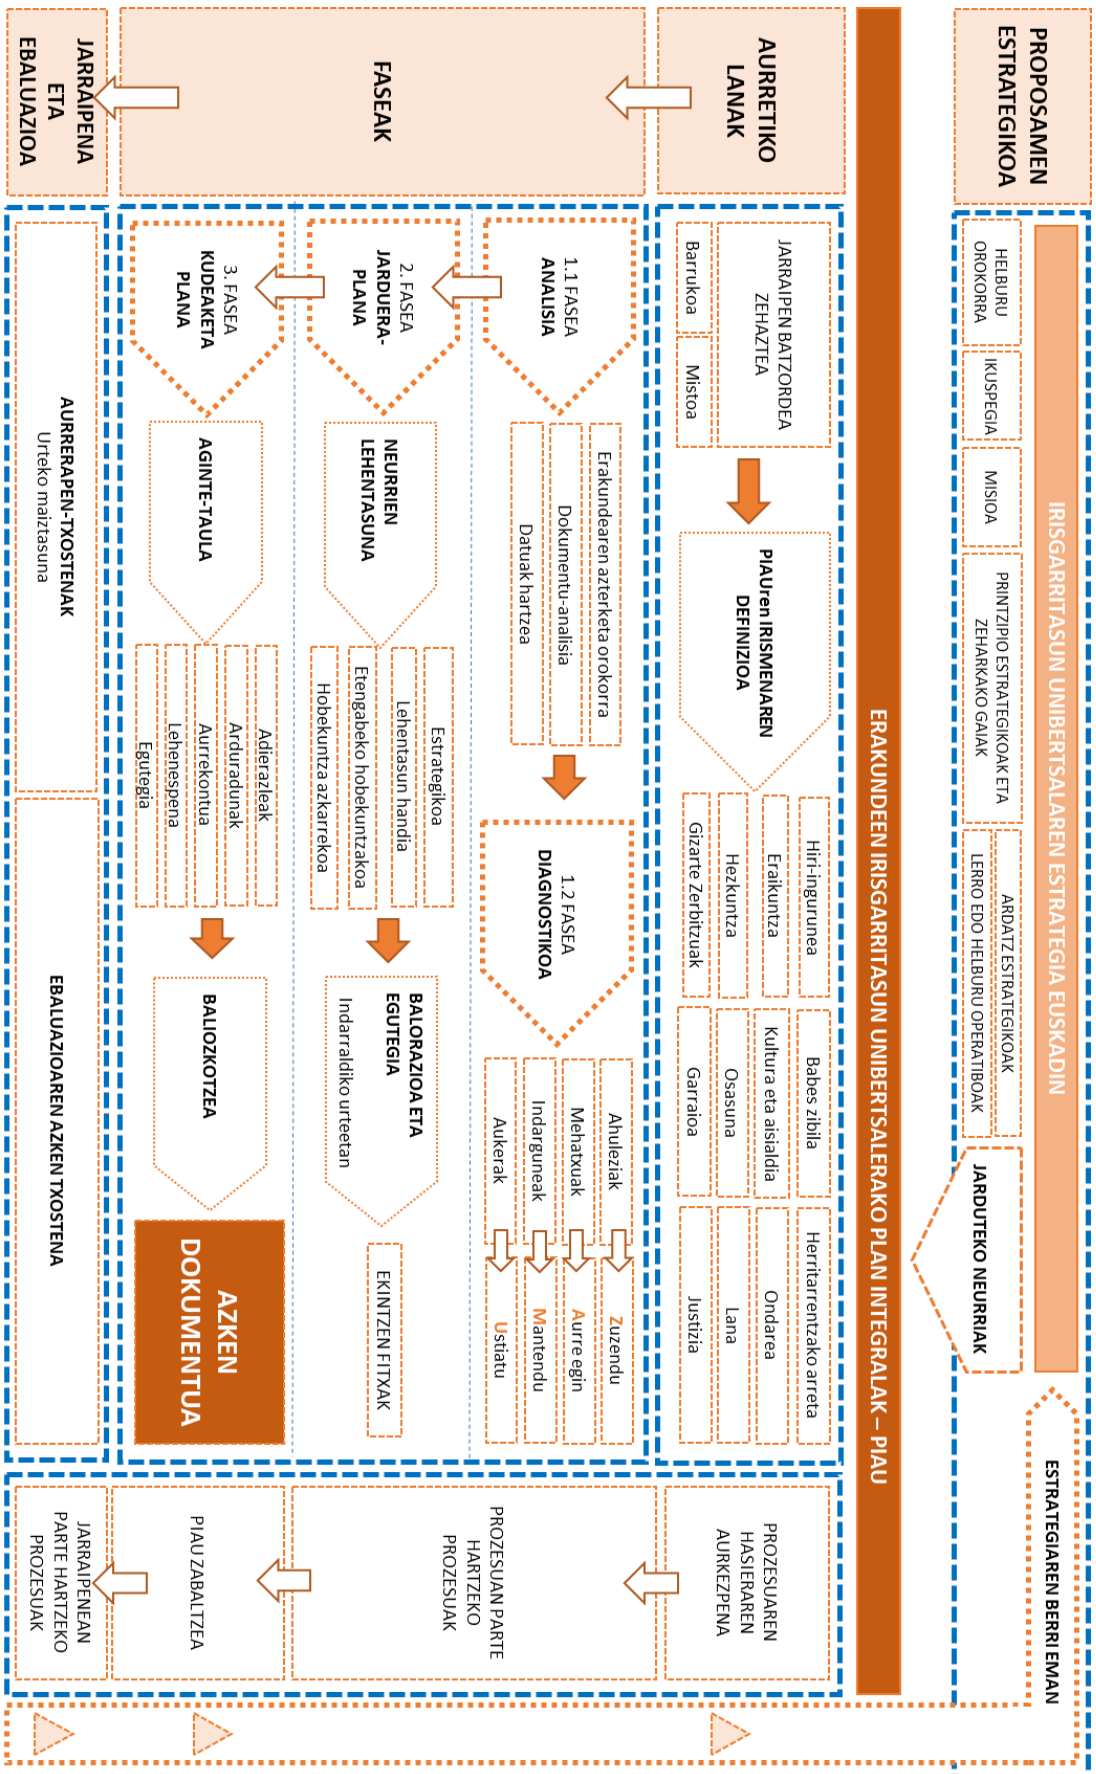 PROPOSAMEN
ESTRATEGIKOA
IRISGARRITASUN UNIBERTSALAREN ESTRATEGIA EUSKADIN
HELBURU
OROKORRA
IKUSPEGIA
MISIOA
PRINTZIPIO ESTRATEGIKOAK ETA
ZEHARKAKO GAIAK
ARDATZ ESTRATEGIKOAK
LERRO EDO HELBURU OPERATIBOAK
JARDUTEKO NEURRIAK
ESTRATEGIAREN BERRI EMAN
ERAKUNDEEN IRISGARRITASUN UNIBERTSALERAKO PLAN INTEGRALAK – PIAU
AURRETIKO
LANAK
JARRAIPEN BATZORDEA
ZEHAZTEA
Barrukoa
Mistoa
PIAUren IRISMENAREN
DEFINIZIOA
Hiri-ingurunea
Eraikuntza
Hezkuntza
Gizarte Zerbitzuak
Babes zibila
Kultura eta aisialdia
Osasuna
Garraioa
Herritarrentzako arreta
Ondarea
Lana
Justizia
PROZESUAREN
HASIERAREN
AURKEZPENA
FASEAK
1.1 FASEA
ANALISIA
Erakundearen azterketa orokorra
Dokumentu-analisia
Datuak hartzea
1.2 FASEA
DIAGNOSTIKOA
Ahuleziak
Mehatxuak
Indarguneak
Aukerak
Zuzendu
Aurre egin
Mantendu
Ustiatu
2. FASEA
JARDUERA-
PLANA
NEURRIEN
LEHENTASUNA
Estrategikoa
Lehentasun handia
Etengabeko hobekuntzakoa
Hobekuntza azkarrekoa
BALORAZIOA ETA
EGUTEGIA
Indarraldiko urteetan
EKINTZEN FITXAK
PROZESUAN PARTE
HARTZEKO
PROZESUAK
3. FASEA
KUDEAKETA
PLANA
AGINTE-TAULA
Adierazleak
Arduradunak
Aurrekontua
Lehenespena
Egutegia
BALIOZKOTZEA
AZKEN
DOKUMENTUA
PIAU ZABALTZEA
JARRAIPENA
ETA
EBALUAZIOA
AURRERAPEN-TXOSTENAK
Urteko maiztasuna
EBALUAZIOAREN AZKEN TXOSTENA
JARRAIPENEAN
PARTE HARTZEKO
PROZESUAK